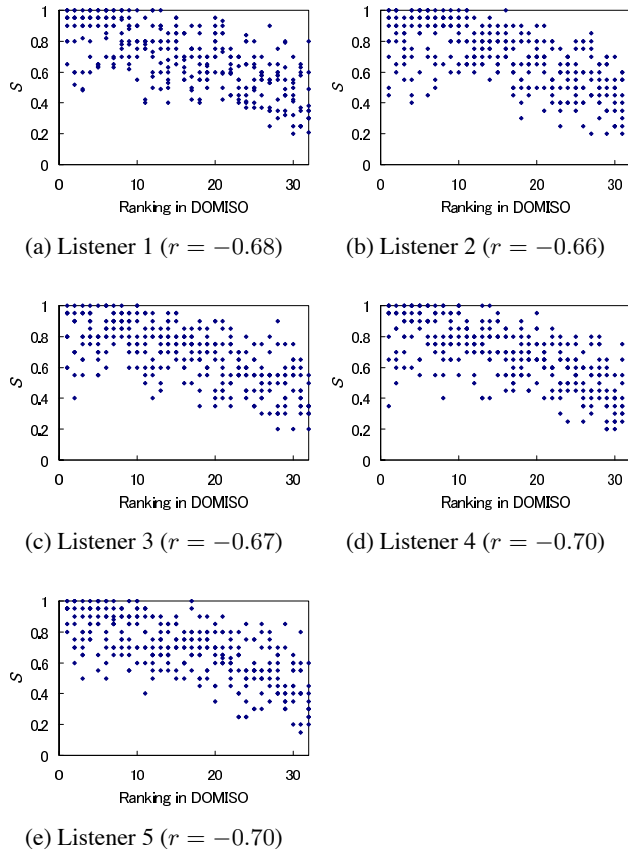 1
0.8
0.6
0.4
0.2
0
S
0 10 20 30
Ranking in DOMISO
(a) Listener 1 (r = −0.68)
1
0.8
0.6
0.4
0.2
0
S
0 10 20 30
Ranking in DOMISO
(b) Listener 2 (r = −0.66)
1
0.8
0.6
0.4
0.2
0
S
0 10 20 30
Ranking in DOMISO
(c) Listener 3 (r = −0.67)
1
0.8
0.6
0.4
0.2
0
S
0 10 20 30
Ranking in DOMISO
(d) Listener 4 (r = −0.70)
1
0.8
0.6
0.4
0.2
0
S
0 10 20 30
Ranking in DOMISO
(e) Listener 5 (r = −0.70)